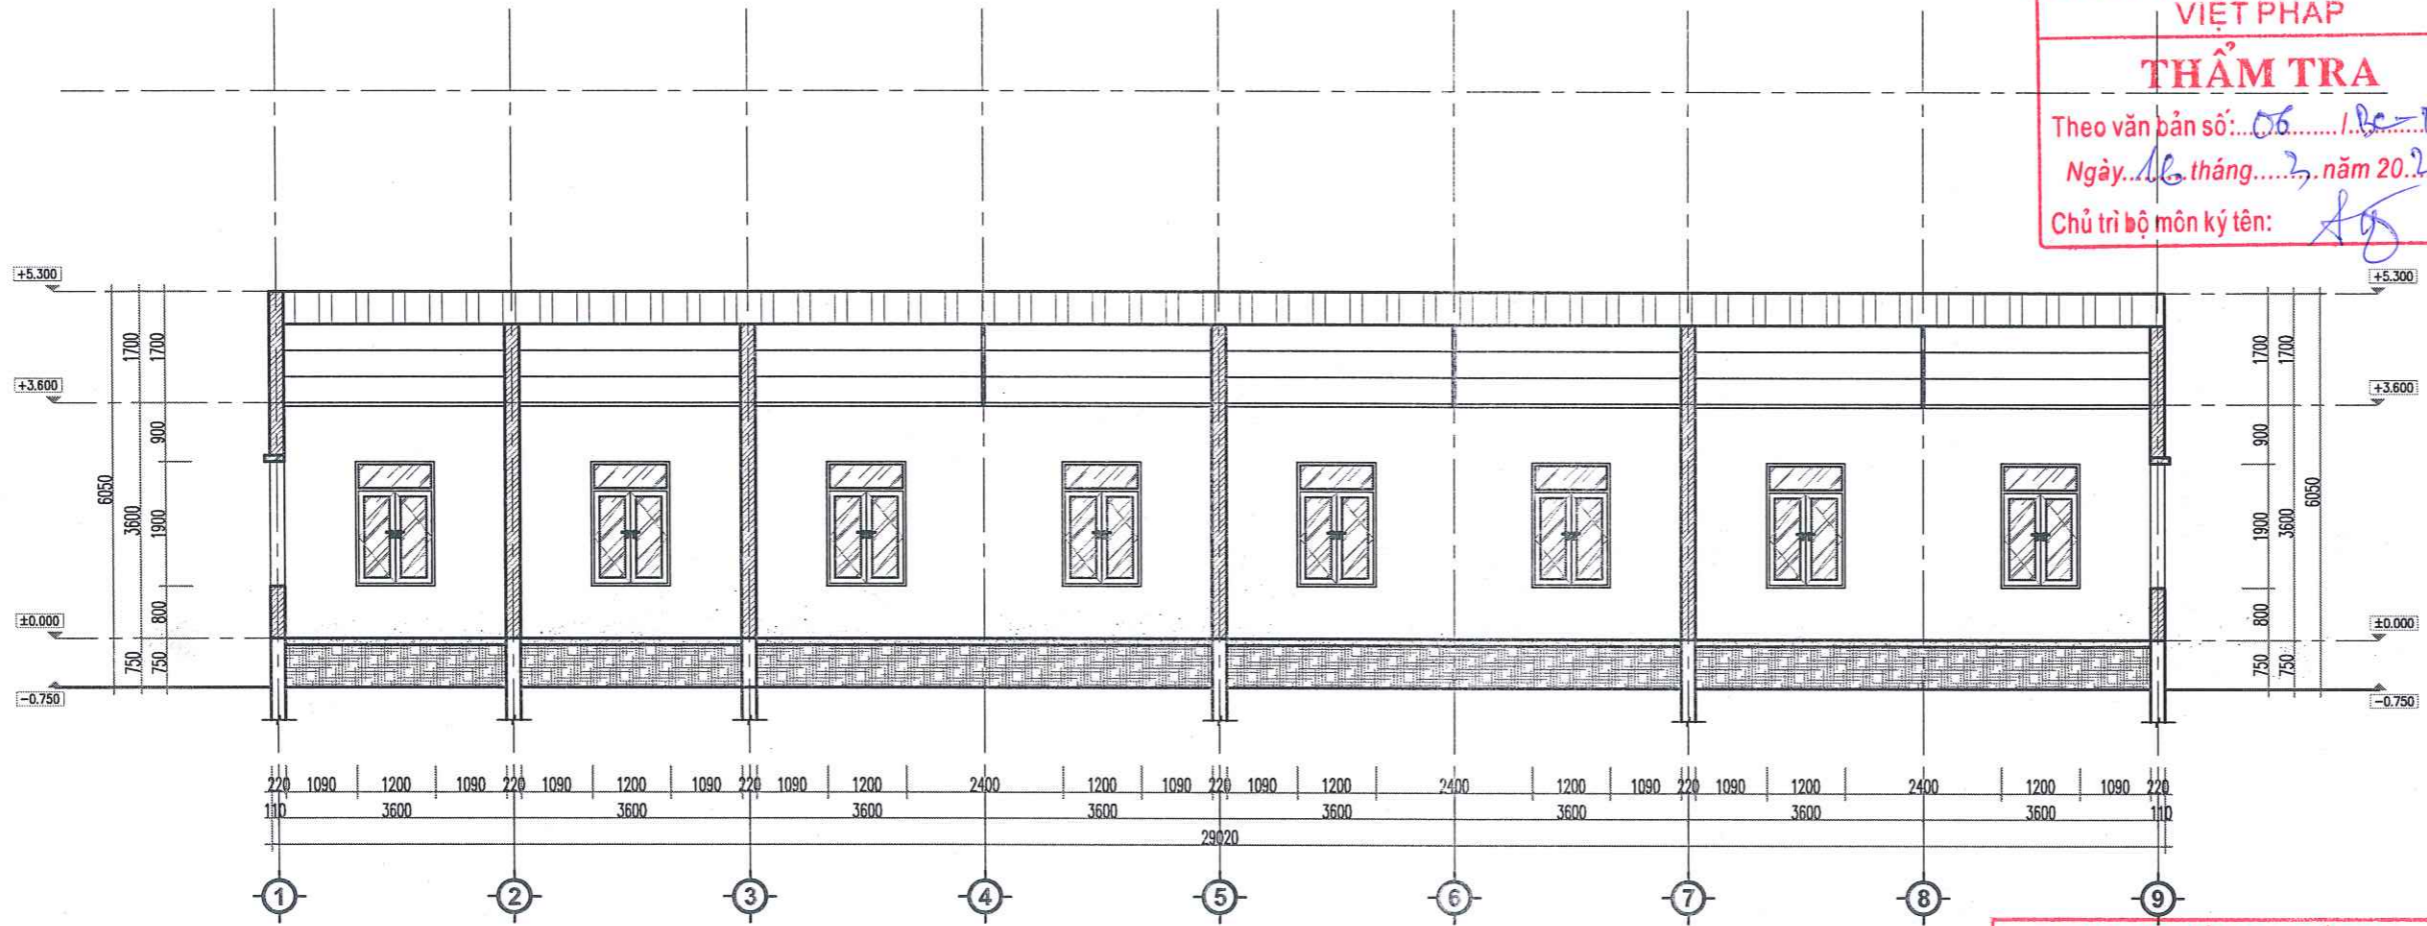 VIỆT PHÁP
THẨM TRA
Theo văn bản số: 06 /
Ngày 16 tháng 3 năm 20
Chủ trì bộ môn ký tên:
+5.300
+5.300
1700 1700
1700 1700
+3.600
+3.600
900
900
6050
6050
3600 1900
1900 3600
800
800
±0.000
±0.000
750 750
750 750
-0.750
-0.750
220 1090 1200 1090 220 1090 1200 1090 220 1090 1200 2400 1200 1090 220 1090 1200 2400 1200 1090 220 1090 1200 2400 1200 1090 220
110 3600 3600 3600 3600 3600 3600 3600 3600 110
29020
1 2 3 4 5 6 7 8 9